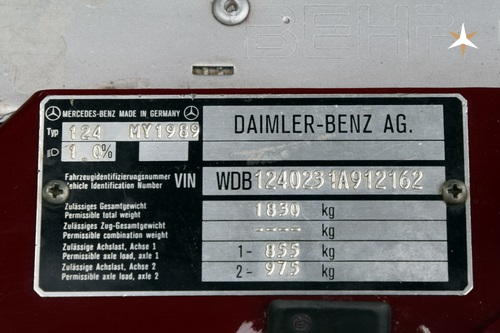 BEHR
MERCEDES-BENZ MADE IN GERMANY
Typ 124 MY1989
1.0%
DAIMLER-BENZ AG.
Fahrzeugidentifizierungsnummer
Vehicle Identification Number VIN WDB1240231A912162
Zulässiges Gesamtgewicht
Permissible total weight 1830 kg
Zulässiges Zug-Gesamtgewicht
Permissible combination weight ---- kg
Zulässige Achslast, Achse 1
Permissible axle load, axle 1 1- 855 kg
Zulässige Achslast, Achse 2
Permissible axle load, axle 2 2- 975 kg